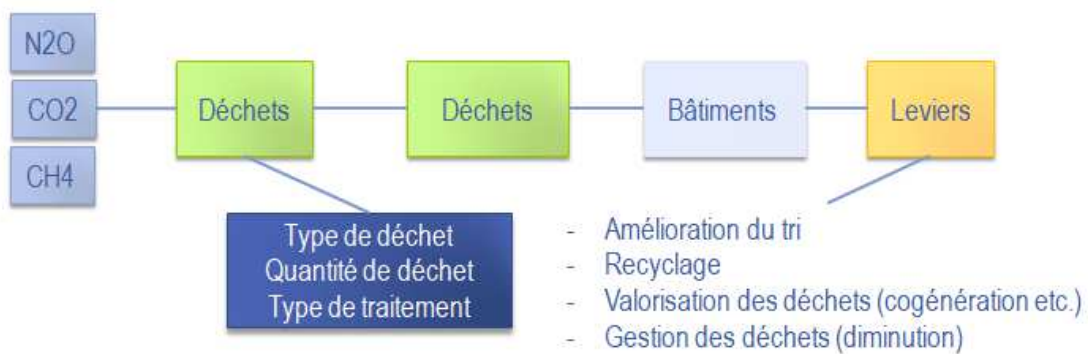 N2O
CO2
CH4
Déchets
Déchets
Bâtiments
Leviers
Type de déchet
Quantité de déchet
Type de traitement
- Amélioration du tri
- Recyclage
- Valorisation des déchets (cogénération etc.)
- Gestion des déchets (diminution)